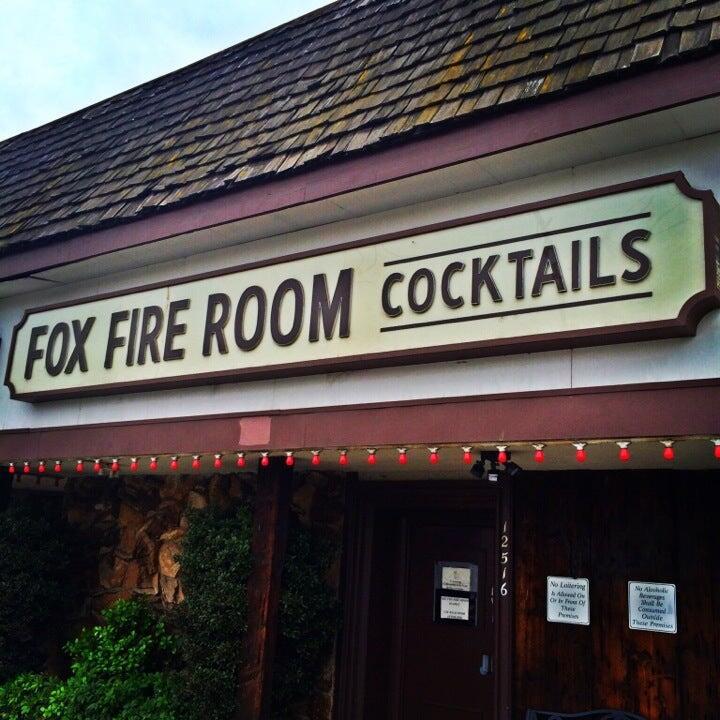 FOX FIRE ROOM COCKTAILS
12516
No Loitering
Is Allowed On
Or In Front Of
These
Premises
No Alcoholic
Beverages
Shall Be
Consumed
Outside
These Premises